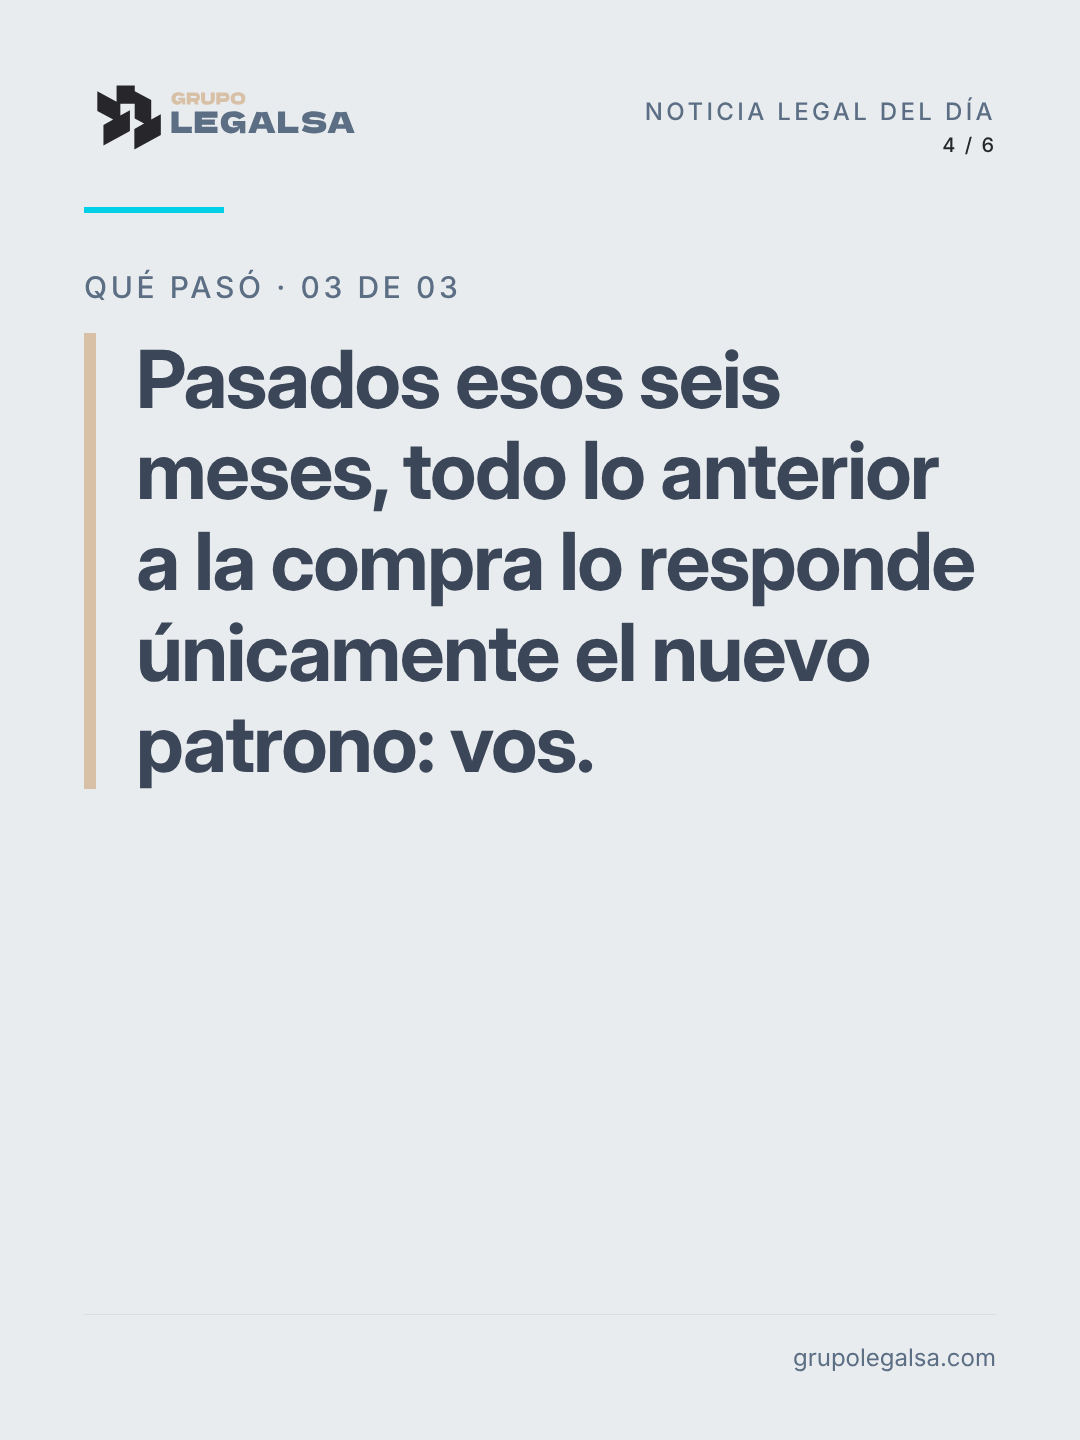 GRUPO
LEGALSA
NOTICIA LEGAL DEL DÍA
4 / 6
QUÉ PASÓ · 03 DE 03
Pasados esos seis
meses, todo lo anterior
a la compra lo responde
únicamente el nuevo
patrono: vos.
grupolegalsa.com